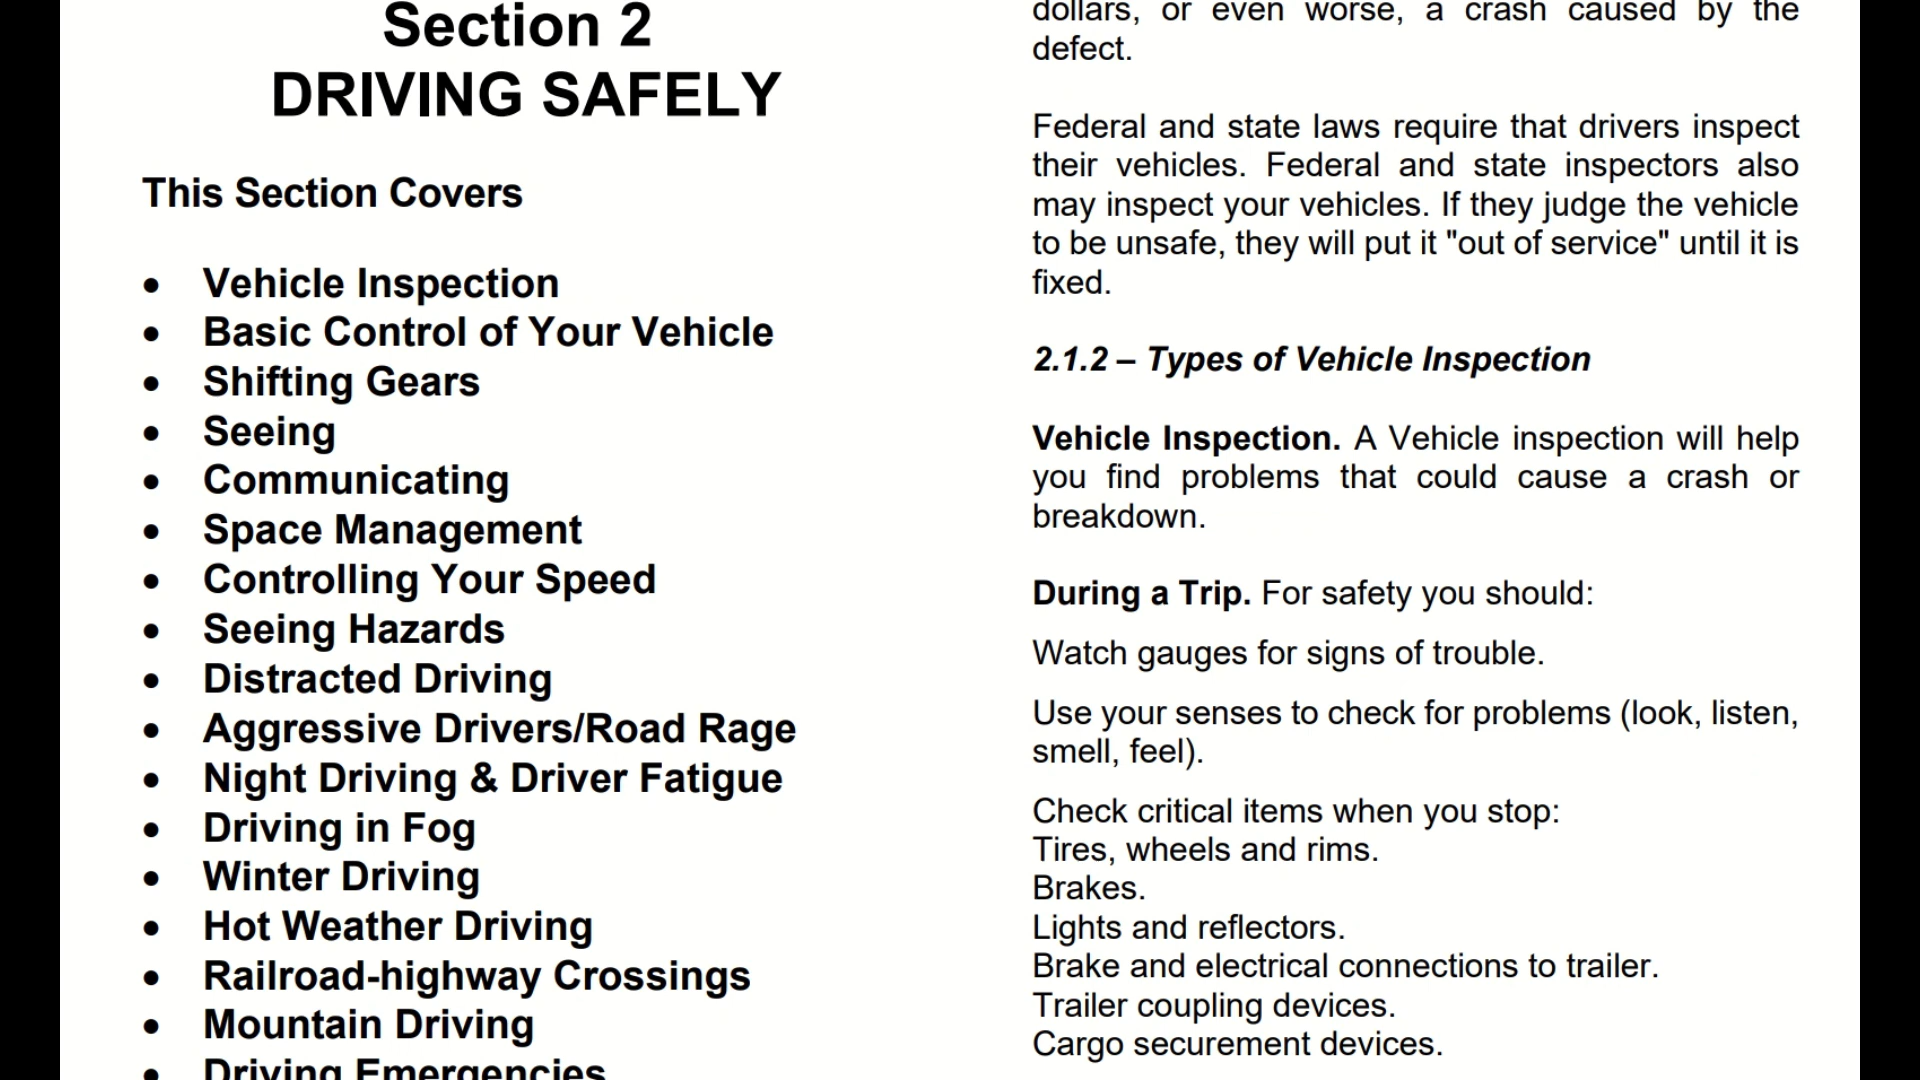 Section 2
DRIVING SAFELY
This Section Covers
• Vehicle Inspection
• Basic Control of Your Vehicle
• Shifting Gears
• Seeing
• Communicating
• Space Management
• Controlling Your Speed
• Seeing Hazards
• Distracted Driving
• Aggressive Drivers/Road Rage
• Night Driving & Driver Fatigue
• Driving in Fog
• Winter Driving
• Hot Weather Driving
• Railroad-highway Crossings
• Mountain Driving
• Driving Emergencies
dollars, or even worse, a crash caused by the
defect.
Federal and state laws require that drivers inspect
their vehicles. Federal and state inspectors also
may inspect your vehicles. If they judge the vehicle
to be unsafe, they will put it "out of service" until it is
fixed.
2.1.2 – Types of Vehicle Inspection
Vehicle Inspection. A Vehicle inspection will help
you find problems that could cause a crash or
breakdown.
During a Trip. For safety you should:
Watch gauges for signs of trouble.
Use your senses to check for problems (look, listen,
smell, feel).
Check critical items when you stop:
Tires, wheels and rims.
Brakes.
Lights and reflectors.
Brake and electrical connections to trailer.
Trailer coupling devices.
Cargo securement devices.